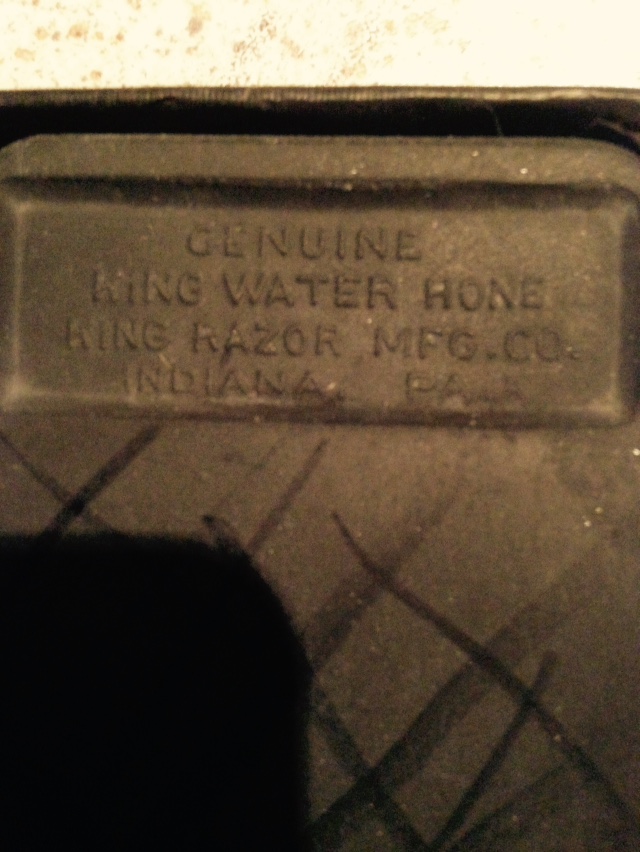 GENUINE
KING WATER HONE
KING RAZOR MFG.CO.
INDIANA, PA.